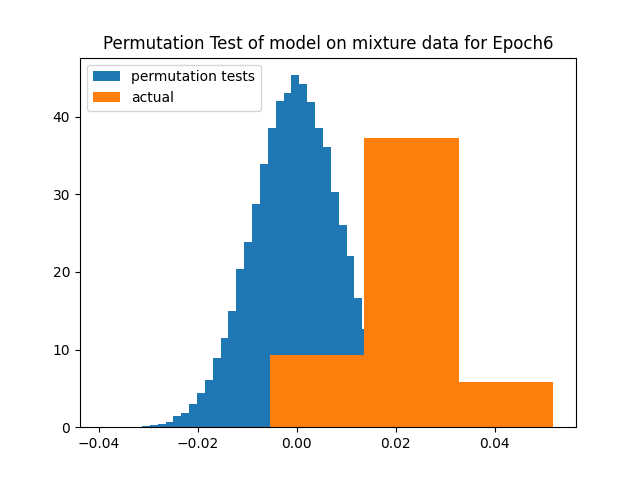 Permutation Test of model on mixture data for Epoch6
permutation tests
actual
40
30
20
10
0
−0.04 −0.02 0.00 0.02 0.04